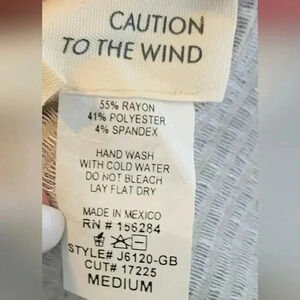 CAUTION
TO THE WIND
55% RAYON
41% POLYESTER
4% SPANDEX
HAND WASH
WITH COLD WATER
DO NOT BLEACH
LAY FLAT DRY
MADE IN MEXICO
RN # 156284
STYLE# J6120-GB
CUT# 17225
MEDIUM